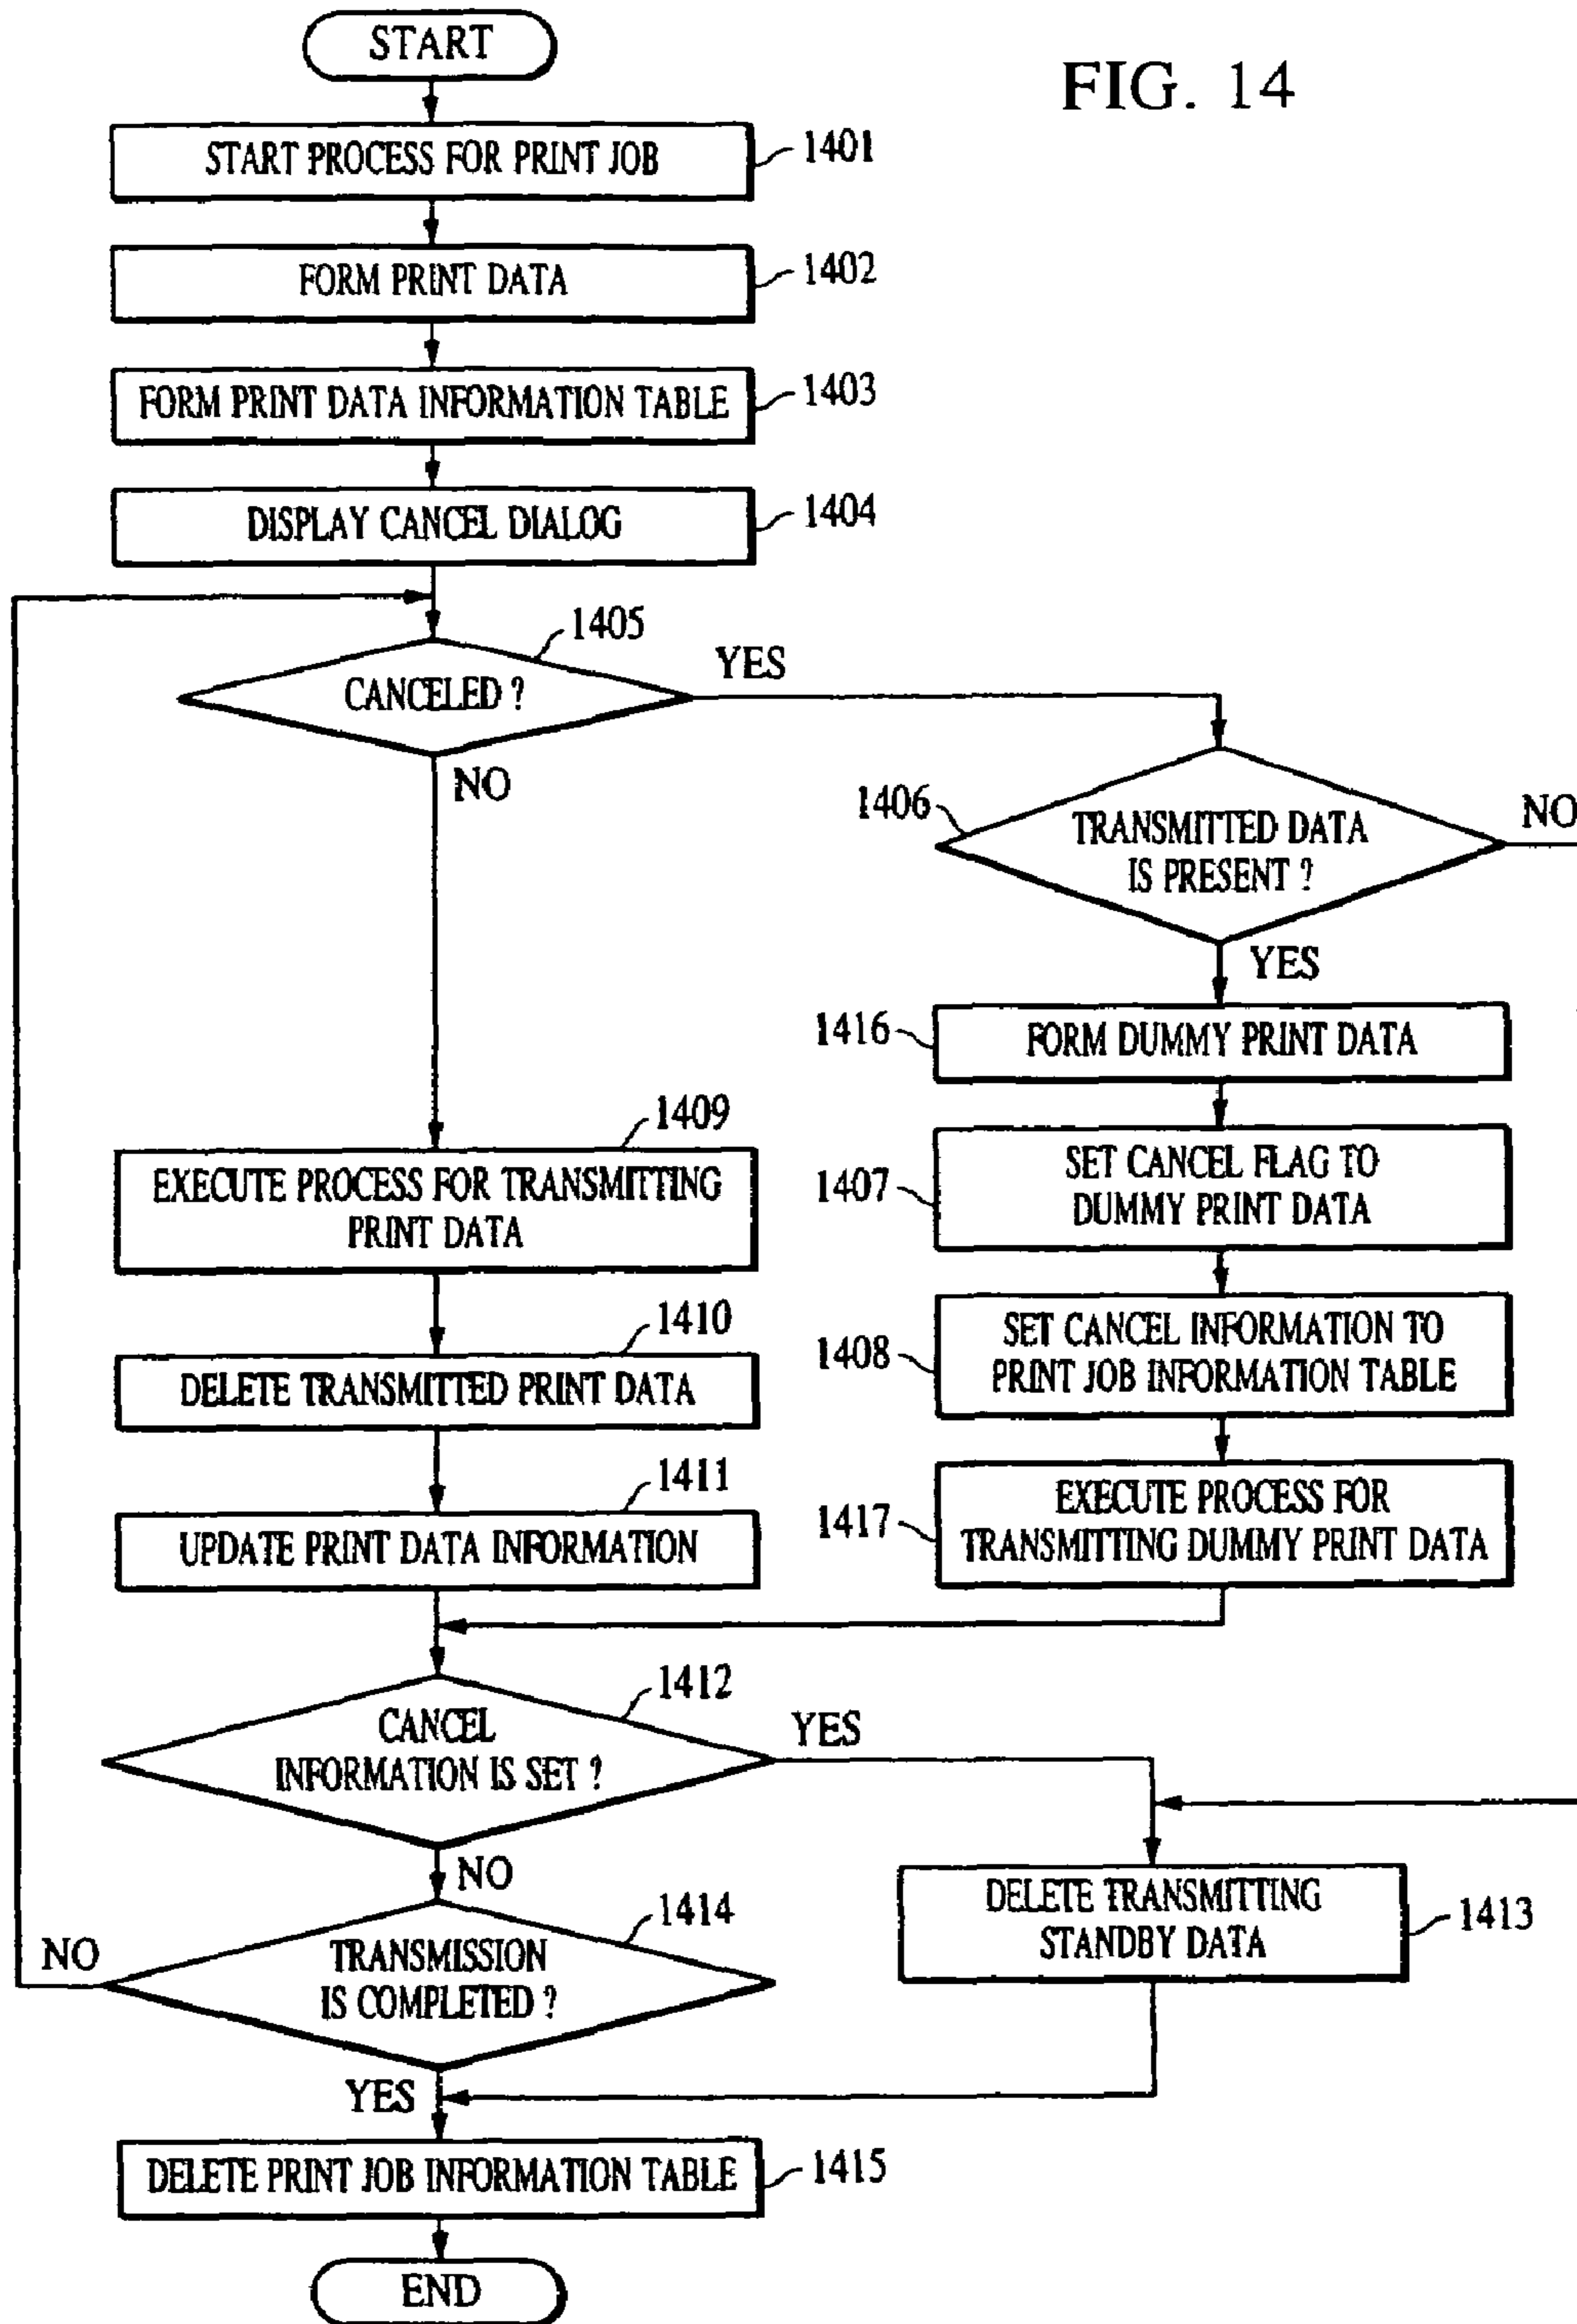 START
FIG. 14
START PROCESS FOR PRINT JOB
1401
FORM PRINT DATA
1402
FORM PRINT DATA INFORMATION TABLE
1403
DISPLAY CANCEL DIALOG
1404
1405
CANCELED ?
YES
NO
1406
TRANSMITTED DATA
IS PRESENT ?
NO
YES
1416
FORM DUMMY PRINT DATA
1409
EXECUTE PROCESS FOR TRANSMITTING
PRINT DATA
1407
SET CANCEL FLAG TO
DUMMY PRINT DATA
1410
DELETE TRANSMITTED PRINT DATA
1408
SET CANCEL INFORMATION TO
PRINT JOB INFORMATION TABLE
1411
UPDATE PRINT DATA INFORMATION
1417
EXECUTE PROCESS FOR
TRANSMITTING DUMMY PRINT DATA
1412
CANCEL
INFORMATION IS SET ?
YES
NO
1414
TRANSMISSION
IS COMPLETED ?
NO
YES
DELETE TRANSMITTING
STANDBY DATA
1413
DELETE PRINT JOB INFORMATION TABLE
1415
END